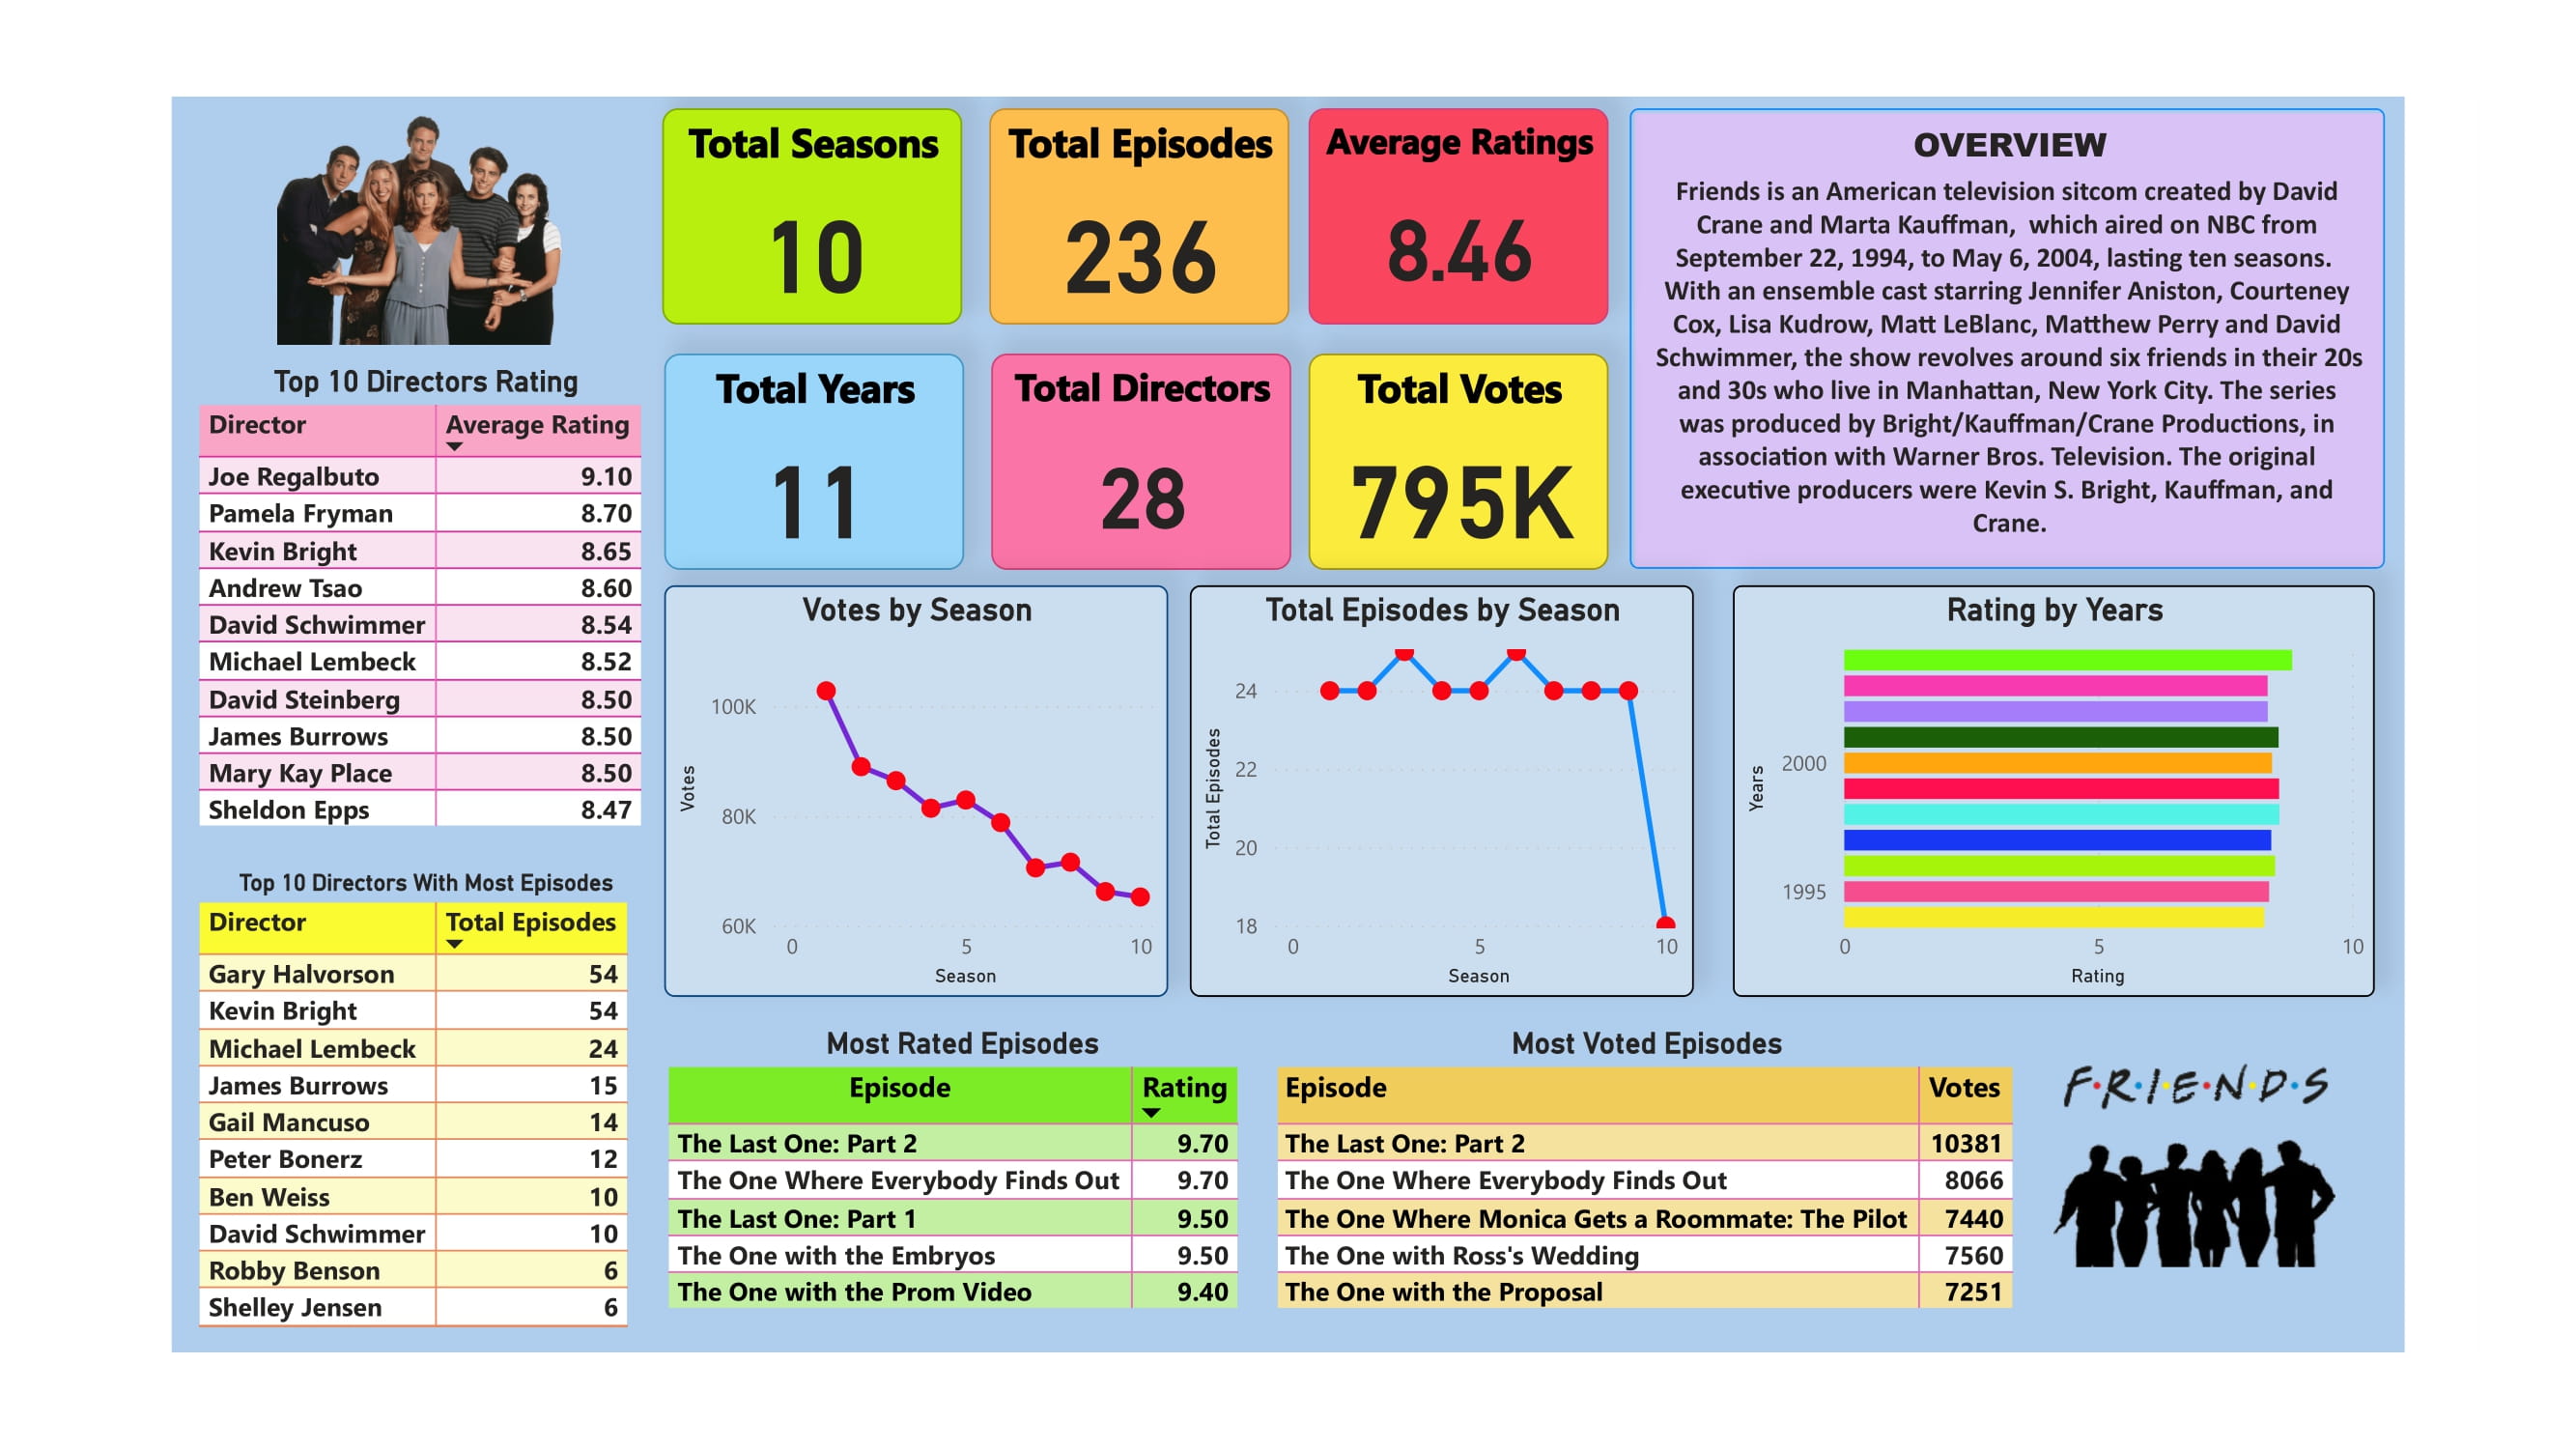 Top 10 Directors Rating
Director Average Rating
Joe Regalbuto 9.10
Pamela Fryman 8.70
Kevin Bright 8.65
Andrew Tsao 8.60
David Schwimmer 8.54
Michael Lembeck 8.52
David Steinberg 8.50
James Burrows 8.50
Mary Kay Place 8.50
Sheldon Epps 8.47
Top 10 Directors With Most Episodes
Director Total Episodes
Gary Halvorson 54
Kevin Bright 54
Michael Lembeck 24
James Burrows 15
Gail Mancuso 14
Peter Bonerz 12
Ben Weiss 10
David Schwimmer 10
Robby Benson 6
Shelley Jensen 6
Total Seasons
10
Total Episodes
236
Average Ratings
8.46
Total Years
11
Total Directors
28
Total Votes
795K
OVERVIEW
Friends is an American television sitcom created by David
Crane and Marta Kauffman,  which aired on NBC from
September 22, 1994, to May 6, 2004, lasting ten seasons.
With an ensemble cast starring Jennifer Aniston, Courteney
Cox, Lisa Kudrow, Matt LeBlanc, Matthew Perry and David
Schwimmer, the show revolves around six friends in their 20s
and 30s who live in Manhattan, New York City. The series
was produced by Bright/Kauffman/Crane Productions, in
association with Warner Bros. Television. The original
executive producers were Kevin S. Bright, Kauffman, and
Crane.
Votes by Season
Votes
100K
80K
60K
0 5 10
Season
Total Episodes by Season
Total Episodes
24
22
20
18
0 5 10
Season
Rating by Years
Years
2000
1995
0 5 10
Rating
Most Rated Episodes
Episode Rating
The Last One: Part 2 9.70
The One Where Everybody Finds Out 9.70
The Last One: Part 1 9.50
The One with the Embryos 9.50
The One with the Prom Video 9.40
Most Voted Episodes
Episode Votes
The Last One: Part 2 10381
The One Where Everybody Finds Out 8066
The One Where Monica Gets a Roommate: The Pilot 7440
The One with Ross's Wedding 7560
The One with the Proposal 7251
F·R·I·E·N·D·S